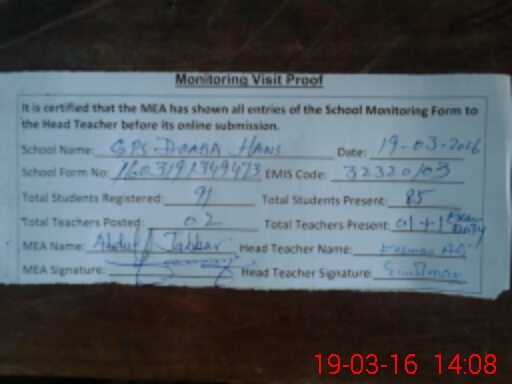 Monitoring Visit Proof
It is certified that the MEA has shown all entries of the School Monitoring Form to
the Head Teacher before its online submission.
School Name: GPS DOABA HANS Date: 19-03-2016
School Form No: 160319/349473 EMIS Code: 32320103
Total Students Registered: 91 Total Students Present: 85
Total Teachers Posted: 02 Total Teachers Present: 01+1 Exam Duty
MEA Name: Abdul Jabbar Head Teacher Name:
MEA Signature: Head Teacher Signature:
19-03-16 14:08